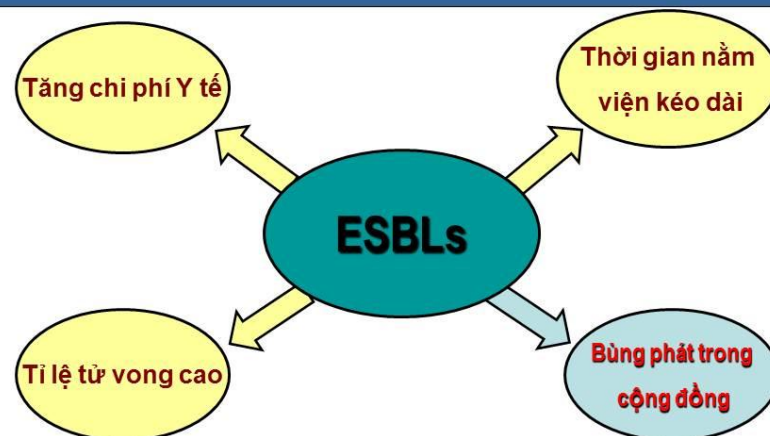 Tăng chi phí Y tế
Thời gian nằm
viện kéo dài
ESBLs
Tỉ lệ tử vong cao
Bùng phát trong
cộng đồng